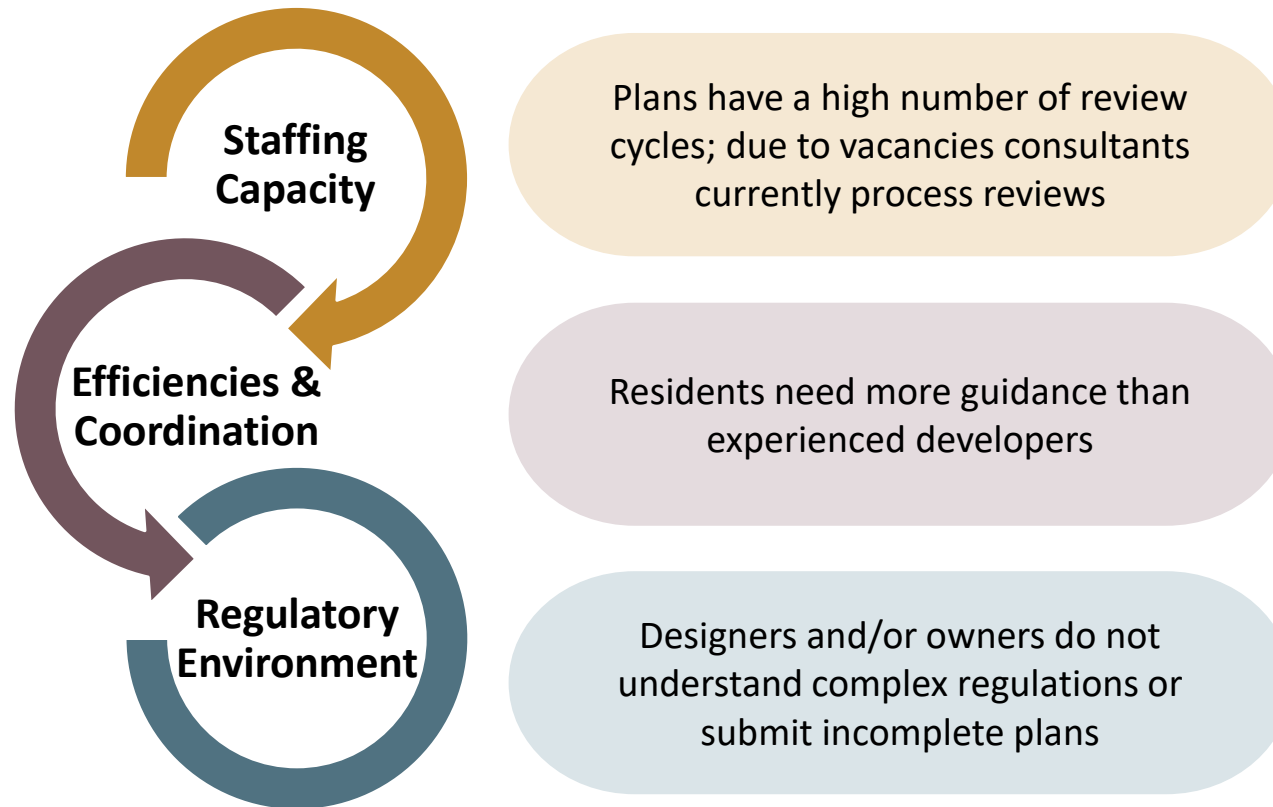 Staffing
Capacity
Plans have a high number of review
cycles; due to vacancies consultants
currently process reviews
Efficiencies &
Coordination
Residents need more guidance than
experienced developers
Regulatory
Environment
Designers and/or owners do not
understand complex regulations or
submit incomplete plans